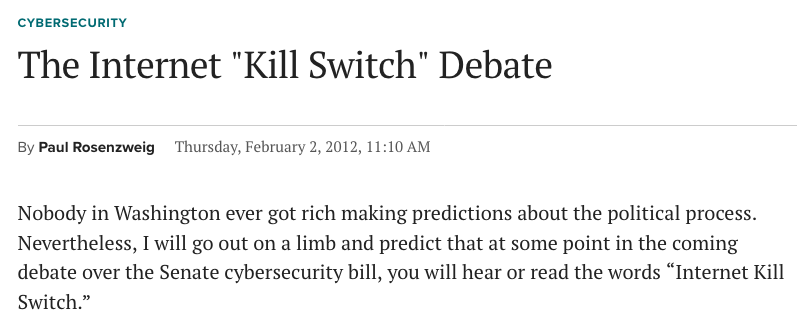 CYBERSECURITY
The Internet "Kill Switch" Debate
By Paul Rosenzweig Thursday, February 2, 2012, 11:10 AM
Nobody in Washington ever got rich making predictions about the political process.
Nevertheless, I will go out on a limb and predict that at some point in the coming
debate over the Senate cybersecurity bill, you will hear or read the words “Internet Kill
Switch.”